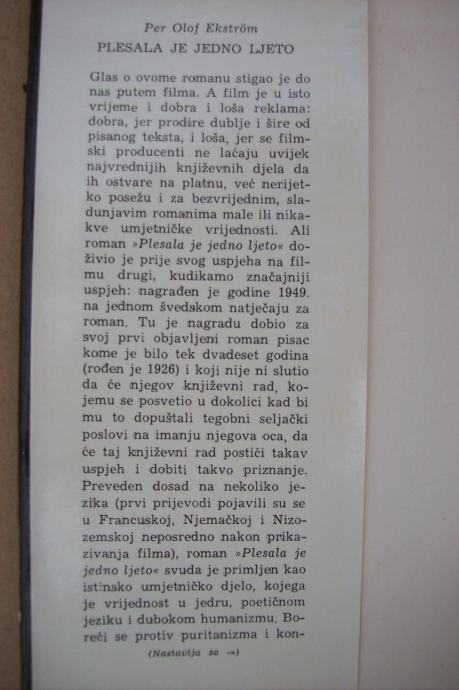 Per Olof Ekström
PLESALA JE JEDNO LJETO
Glas o ovome romanu stigao je do
nas putem filma. A film je u isto
vrijeme i dobra i loša reklama:
dobra, jer prodire dublje i šire od
pisanog teksta, i loša, jer se film-
ski producenti ne laćaju uvijek
najvrednijih književnih djela da
ih ostvare na platnu, već nerijet-
ko posežu i za bezvrijednim, sla-
dunjavim romanima male ili nika-
kve umjetničke vrijednosti. Ali
roman »Plesala je jedno ljeto« do-
živio je prije svog uspjeha na fil-
mu drugi, kudikamo značajniji
uspjeh: nagrađen je godine 1949.
na jednom švedskom natječaju za
roman. Tu je nagradu dobio za
svoj prvi objavljeni roman pisac
kome je bilo tek dvadeset godina
(rođen je 1926) i koji nije ni slutio
da će njegov književni rad, ko-
jemu se posvetio u dokolici kad bi
mu to dopuštali tegobni seljački
poslovi na imanju njegova oca, da
će taj književni rad postići takav
uspjeh i dobiti takvo priznanje.
Preveden dosad na nekoliko je-
zika (prvi prijevodi pojavili su se
u Francuskoj, Njemačkoj i Nizo-
zemskoj neposredno nakon prika-
zivanja filma), roman »Plesala je
jedno ljeto« svuda je primljen kao
istinsko umjetničko djelo, kojega
je vrijednost u jedru, poetičnom
jeziku i dubokom humanizmu. Bo-
reći se protiv puritanizma i kon-
(Nastavlja se →)